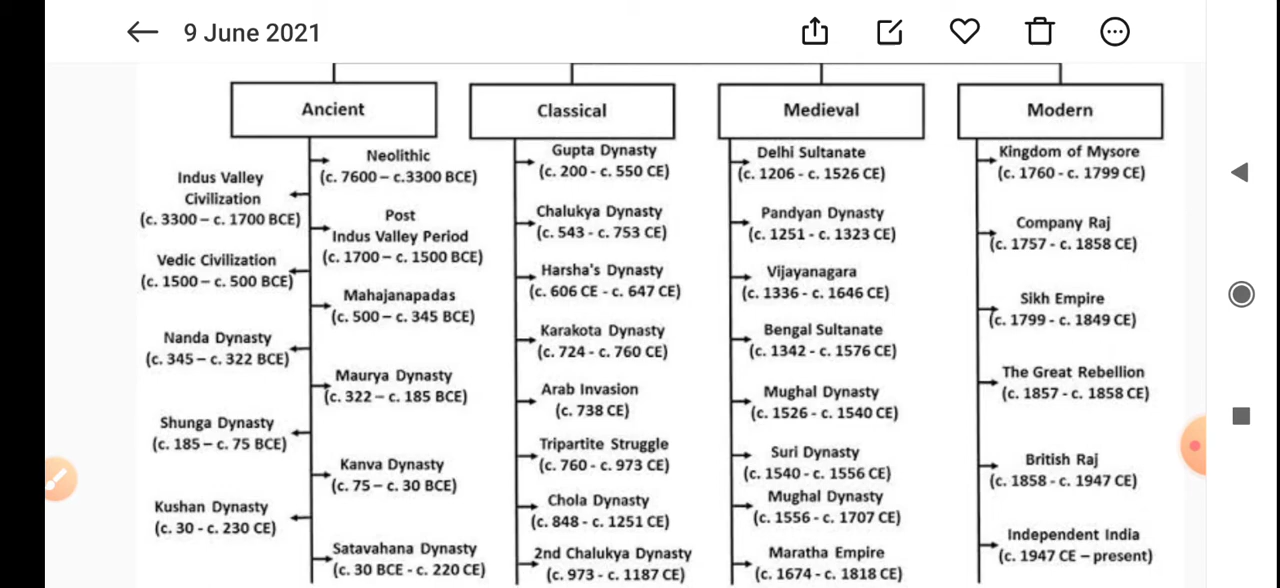 9 June 2021
Ancient
Neolithic
(c. 7600 – c.3300 BCE)
Indus Valley
Civilization
(c. 3300 – c. 1700 BCE)
Post
Indus Valley Period
(c. 1700 – c. 1500 BCE)
Vedic Civilization
(c. 1500 – c. 500 BCE)
Mahajanapadas
(c. 500 – c. 345 BCE)
Nanda Dynasty
(c. 345 – c. 322 BCE)
Maurya Dynasty
(c. 322 – c. 185 BCE)
Shunga Dynasty
(c. 185 – c. 75 BCE)
Kanva Dynasty
(c. 75 – c. 30 BCE)
Kushan Dynasty
(c. 30 - c. 230 CE)
Satavahana Dynasty
(c. 30 BCE - c. 220 CE)
Classical
Gupta Dynasty
(c. 200 - c. 550 CE)
Chalukya Dynasty
(c. 543 - c. 753 CE)
Harsha's Dynasty
(c. 606 CE - c. 647 CE)
Karakota Dynasty
(c. 724 - c. 760 CE)
Arab Invasion
(c. 738 CE)
Tripartite Struggle
(c. 760 - c. 973 CE)
Chola Dynasty
(c. 848 - c. 1251 CE)
2nd Chalukya Dynasty
(c. 973 - c. 1187 CE)
Medieval
Delhi Sultanate
(c. 1206 - c. 1526 CE)
Pandyan Dynasty
(c. 1251 - c. 1323 CE)
Vijayanagara
(c. 1336 - c. 1646 CE)
Bengal Sultanate
(c. 1342 - c. 1576 CE)
Mughal Dynasty
(c. 1526 - c. 1540 CE)
Suri Dynasty
(c. 1540 - c. 1556 CE)
Mughal Dynasty
(c. 1556 - c. 1707 CE)
Maratha Empire
(c. 1674 - c. 1818 CE)
Modern
Kingdom of Mysore
(c. 1760 - c. 1799 CE)
Company Raj
(c. 1757 - c. 1858 CE)
Sikh Empire
(c. 1799 - c. 1849 CE)
The Great Rebellion
(c. 1857 - c. 1858 CE)
British Raj
(c. 1858 - c. 1947 CE)
Independent India
(c. 1947 CE – present)